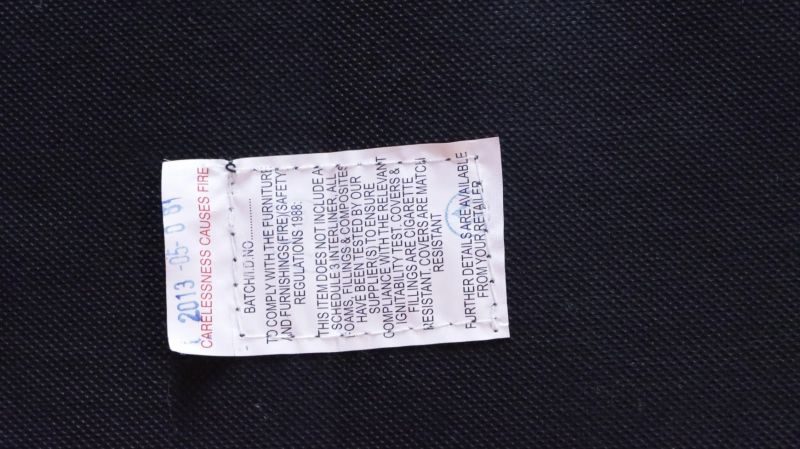 2013 -05- 0
CARELESSNESS CAUSES FIRE
BATCH/I.D NO..............
TO COMPLY WITH THE FURNITURE
AND FURNISHINGS(FIRE)(SAFETY
REGULATIONS 1988:
THIS ITEM DOES NOT INCLUDE A
SCHEDULE 3 INTERLINER, ALL
FOAMS, FILLINGS & COMPOSITES
HAVE BEEN TESTED BY OUR
SUPPLIER(S) TO ENSURE
COMPLIANCE WITH THE RELEVANT
IGNITABILITY TEST. COVERS &
FILLINGS ARE CIGARETTE
RESISTANT. COVERS ARE MATCH
RESISTANT.
FURTHER DETAILS ARE AVAILABLE
FROM YOUR RETAILER